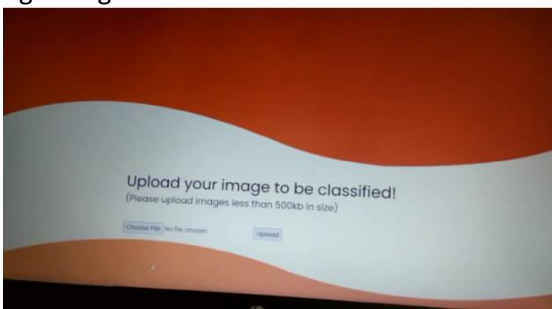 Upload your image to be classified!
(Please upload images less than 500kb in size)
Choose File No file chosen Upload